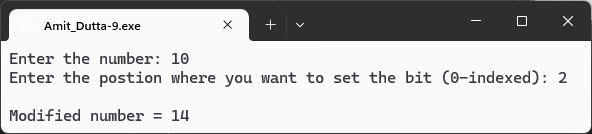 Amit_Dutta-9.exe
Enter the number: 10
Enter the postion where you want to set the bit (0-indexed): 2
Modified number = 14